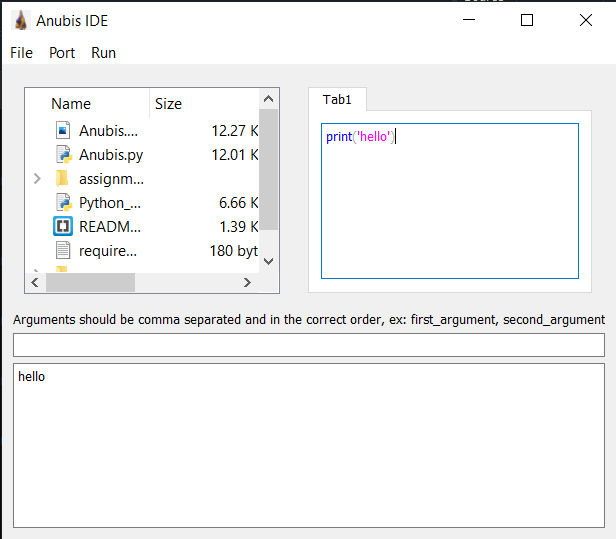 Anubis IDE
File Port Run
Name Size
Anubis.... 12.27 K
Anubis.py 12.01 K
assignm...
Python_... 6.66 K
READM... 1.39 K
require... 180 byt
Tab1
print('hello')
Arguments should be comma separated and in the correct order, ex: first_argument, second_argument
hello